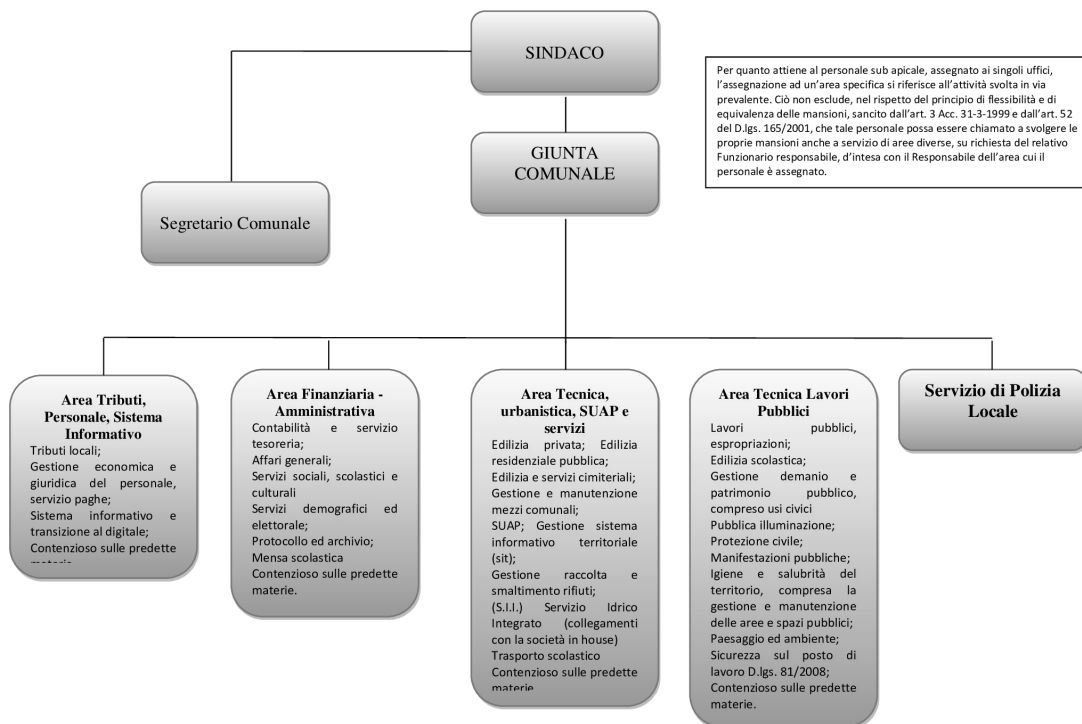 SINDACO
Per quanto attiene al personale sub apicale, assegnato ai singoli uffici,
l’assegnazione ad un’area specifica si riferisce all’attività svolta in via
prevalente. Ciò non esclude, nel rispetto del principio di flessibilità e di
equivalenza delle mansioni, sancito dall’art. 3 Acc. 31-3-1999 e dall’art. 52
del D.lgs. 165/2001, che tale personale possa essere chiamato a svolgere le
proprie mansioni anche a servizio di aree diverse, su richiesta del relativo
Funzionario responsabile, d’intesa con il Responsabile dell’area cui il
personale è assegnato.
GIUNTA
COMUNALE
Segretario Comunale
Area Tributi,
Personale, Sistema
Informativo
Tributi locali;
Gestione economica e
giuridica del personale,
servizio paghe;
Sistema informativo e
transizione al digitale;
Contenzioso sulle predette
materie
Area Finanziaria -
Amministrativa
Contabilità e servizio
tesoreria;
Affari generali;
Servizi sociali, scolastici e
culturali
Servizi demografici ed
elettorale;
Protocollo ed archivio;
Mensa scolastica
Contenzioso sulle predette
materie.
Area Tecnica,
urbanistica, SUAP e
servizi
Edilizia privata; Edilizia
residenziale pubblica;
Edilizia e servizi cimiteriali;
Gestione e manutenzione
mezzi comunali;
SUAP; Gestione sistema
informativo territoriale
(sit);
Gestione raccolta e
smaltimento rifiuti;
(S.I.I.) Servizio Idrico
Integrato (collegamenti
con la società in house)
Trasporto scolastico
Contenzioso sulle predette
materie
Area Tecnica Lavori
Pubblici
Lavori pubblici,
espropriazioni;
Edilizia scolastica;
Gestione demanio e
patrimonio pubblico,
compreso usi civici
Pubblica illuminazione;
Protezione civile;
Manifestazioni pubbliche;
Igiene e salubrità del
territorio, compresa la
gestione e manutenzione
delle aree e spazi pubblici;
Paesaggio ed ambiente;
Sicurezza sul posto di
lavoro D.lgs. 81/2008;
Contenzioso sulle predette
materie.
Servizio di Polizia
Locale